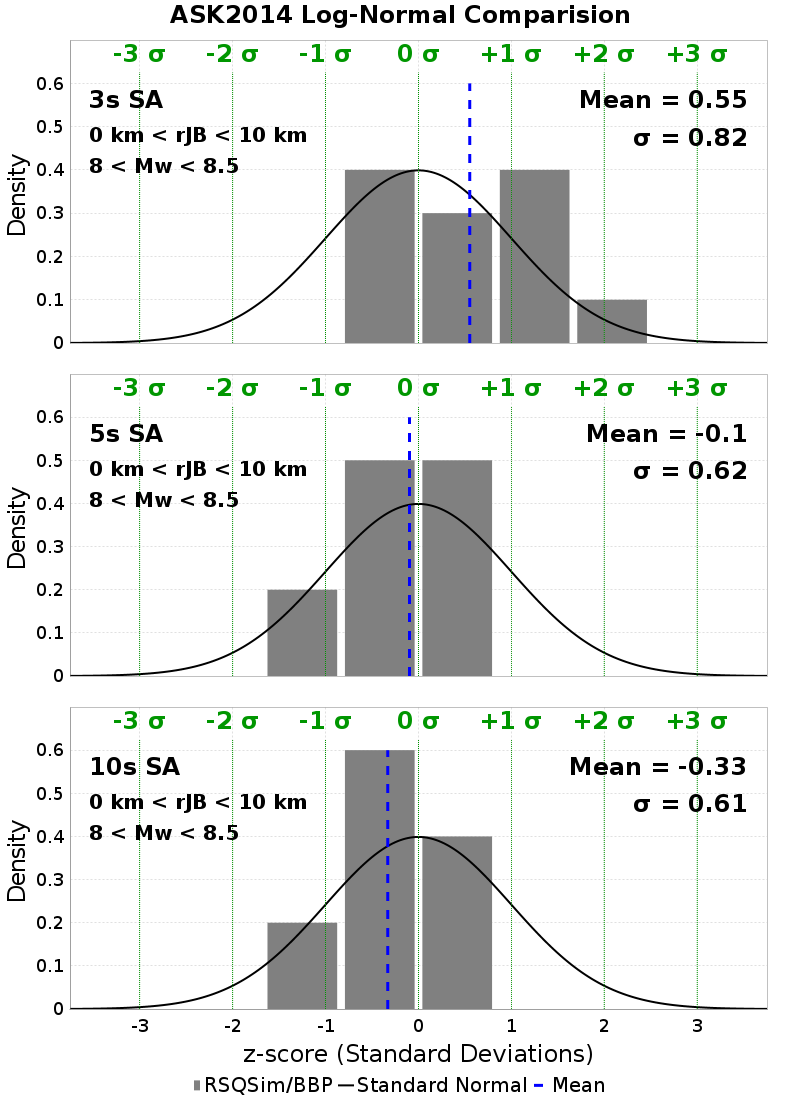 ASK2014 Log-Normal Comparision
-3 σ -2 σ -1 σ 0 σ +1 σ +2 σ +3 σ
0.6
3s SA
Mean = 0.55
0.5
0 km < rJB < 10 km
σ = 0.82
8 < Mw < 8.5
0.4
0.3
Density
0.2
0.1
0
-3 σ -2 σ -1 σ 0 σ +1 σ +2 σ +3 σ
0.6
5s SA
Mean = -0.1
0.5
0 km < rJB < 10 km
σ = 0.62
8 < Mw < 8.5
0.4
0.3
Density
0.2
0.1
0
-3 σ -2 σ -1 σ 0 σ +1 σ +2 σ +3 σ
0.6
10s SA
Mean = -0.33
0.5
0 km < rJB < 10 km
σ = 0.61
8 < Mw < 8.5
0.4
0.3
Density
0.2
0.1
0
-3 -2 -1 0 1 2 3
z-score (Standard Deviations)
RSQSim/BBP Standard Normal Mean